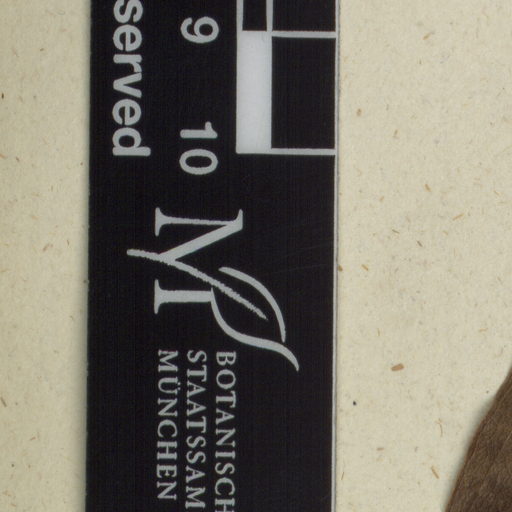 served
9 10
BOTANISCH
STAATSSAM
MÜNCHEN